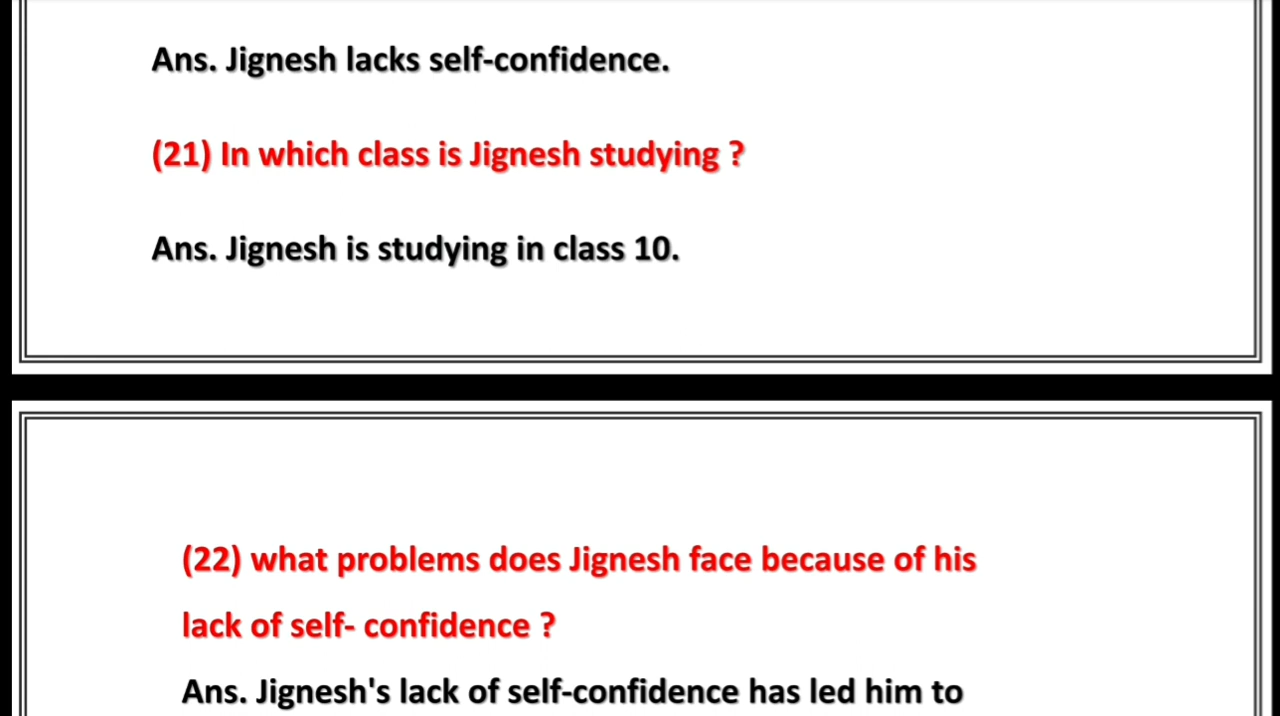 Ans. Jignesh lacks self-confidence.
(21) In which class is Jignesh studying ?
Ans. Jignesh is studying in class 10.
(22) what problems does Jignesh face because of his
lack of self- confidence ?
Ans. Jignesh's lack of self-confidence has led him to